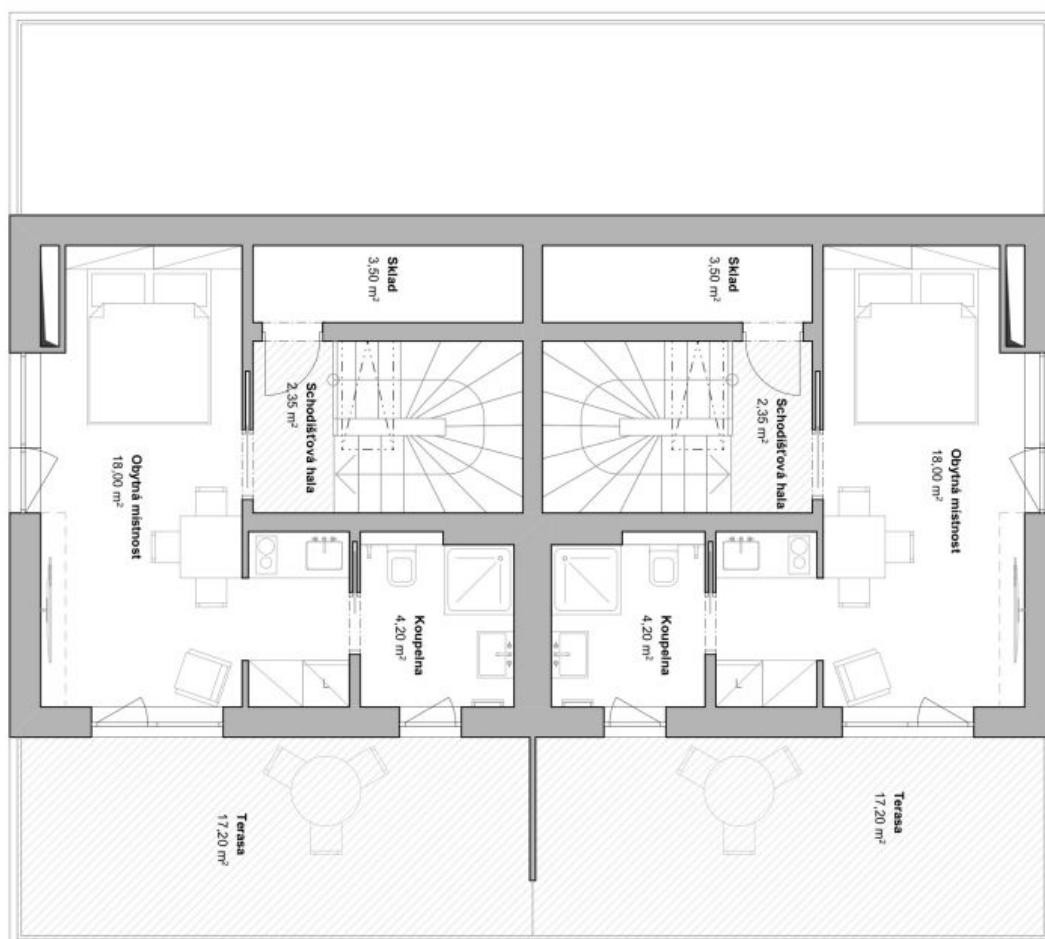 Sklad
3,50 m²
Sklad
3,50 m²
Schodišťová hala
2,35 m²
Schodišťová hala
2,35 m²
Obytná místnost
18,00 m²
Obytná místnost
18,00 m²
Koupelna
4,20 m²
Koupelna
4,20 m²
Terasa
17,20 m²
Terasa
17,20 m²